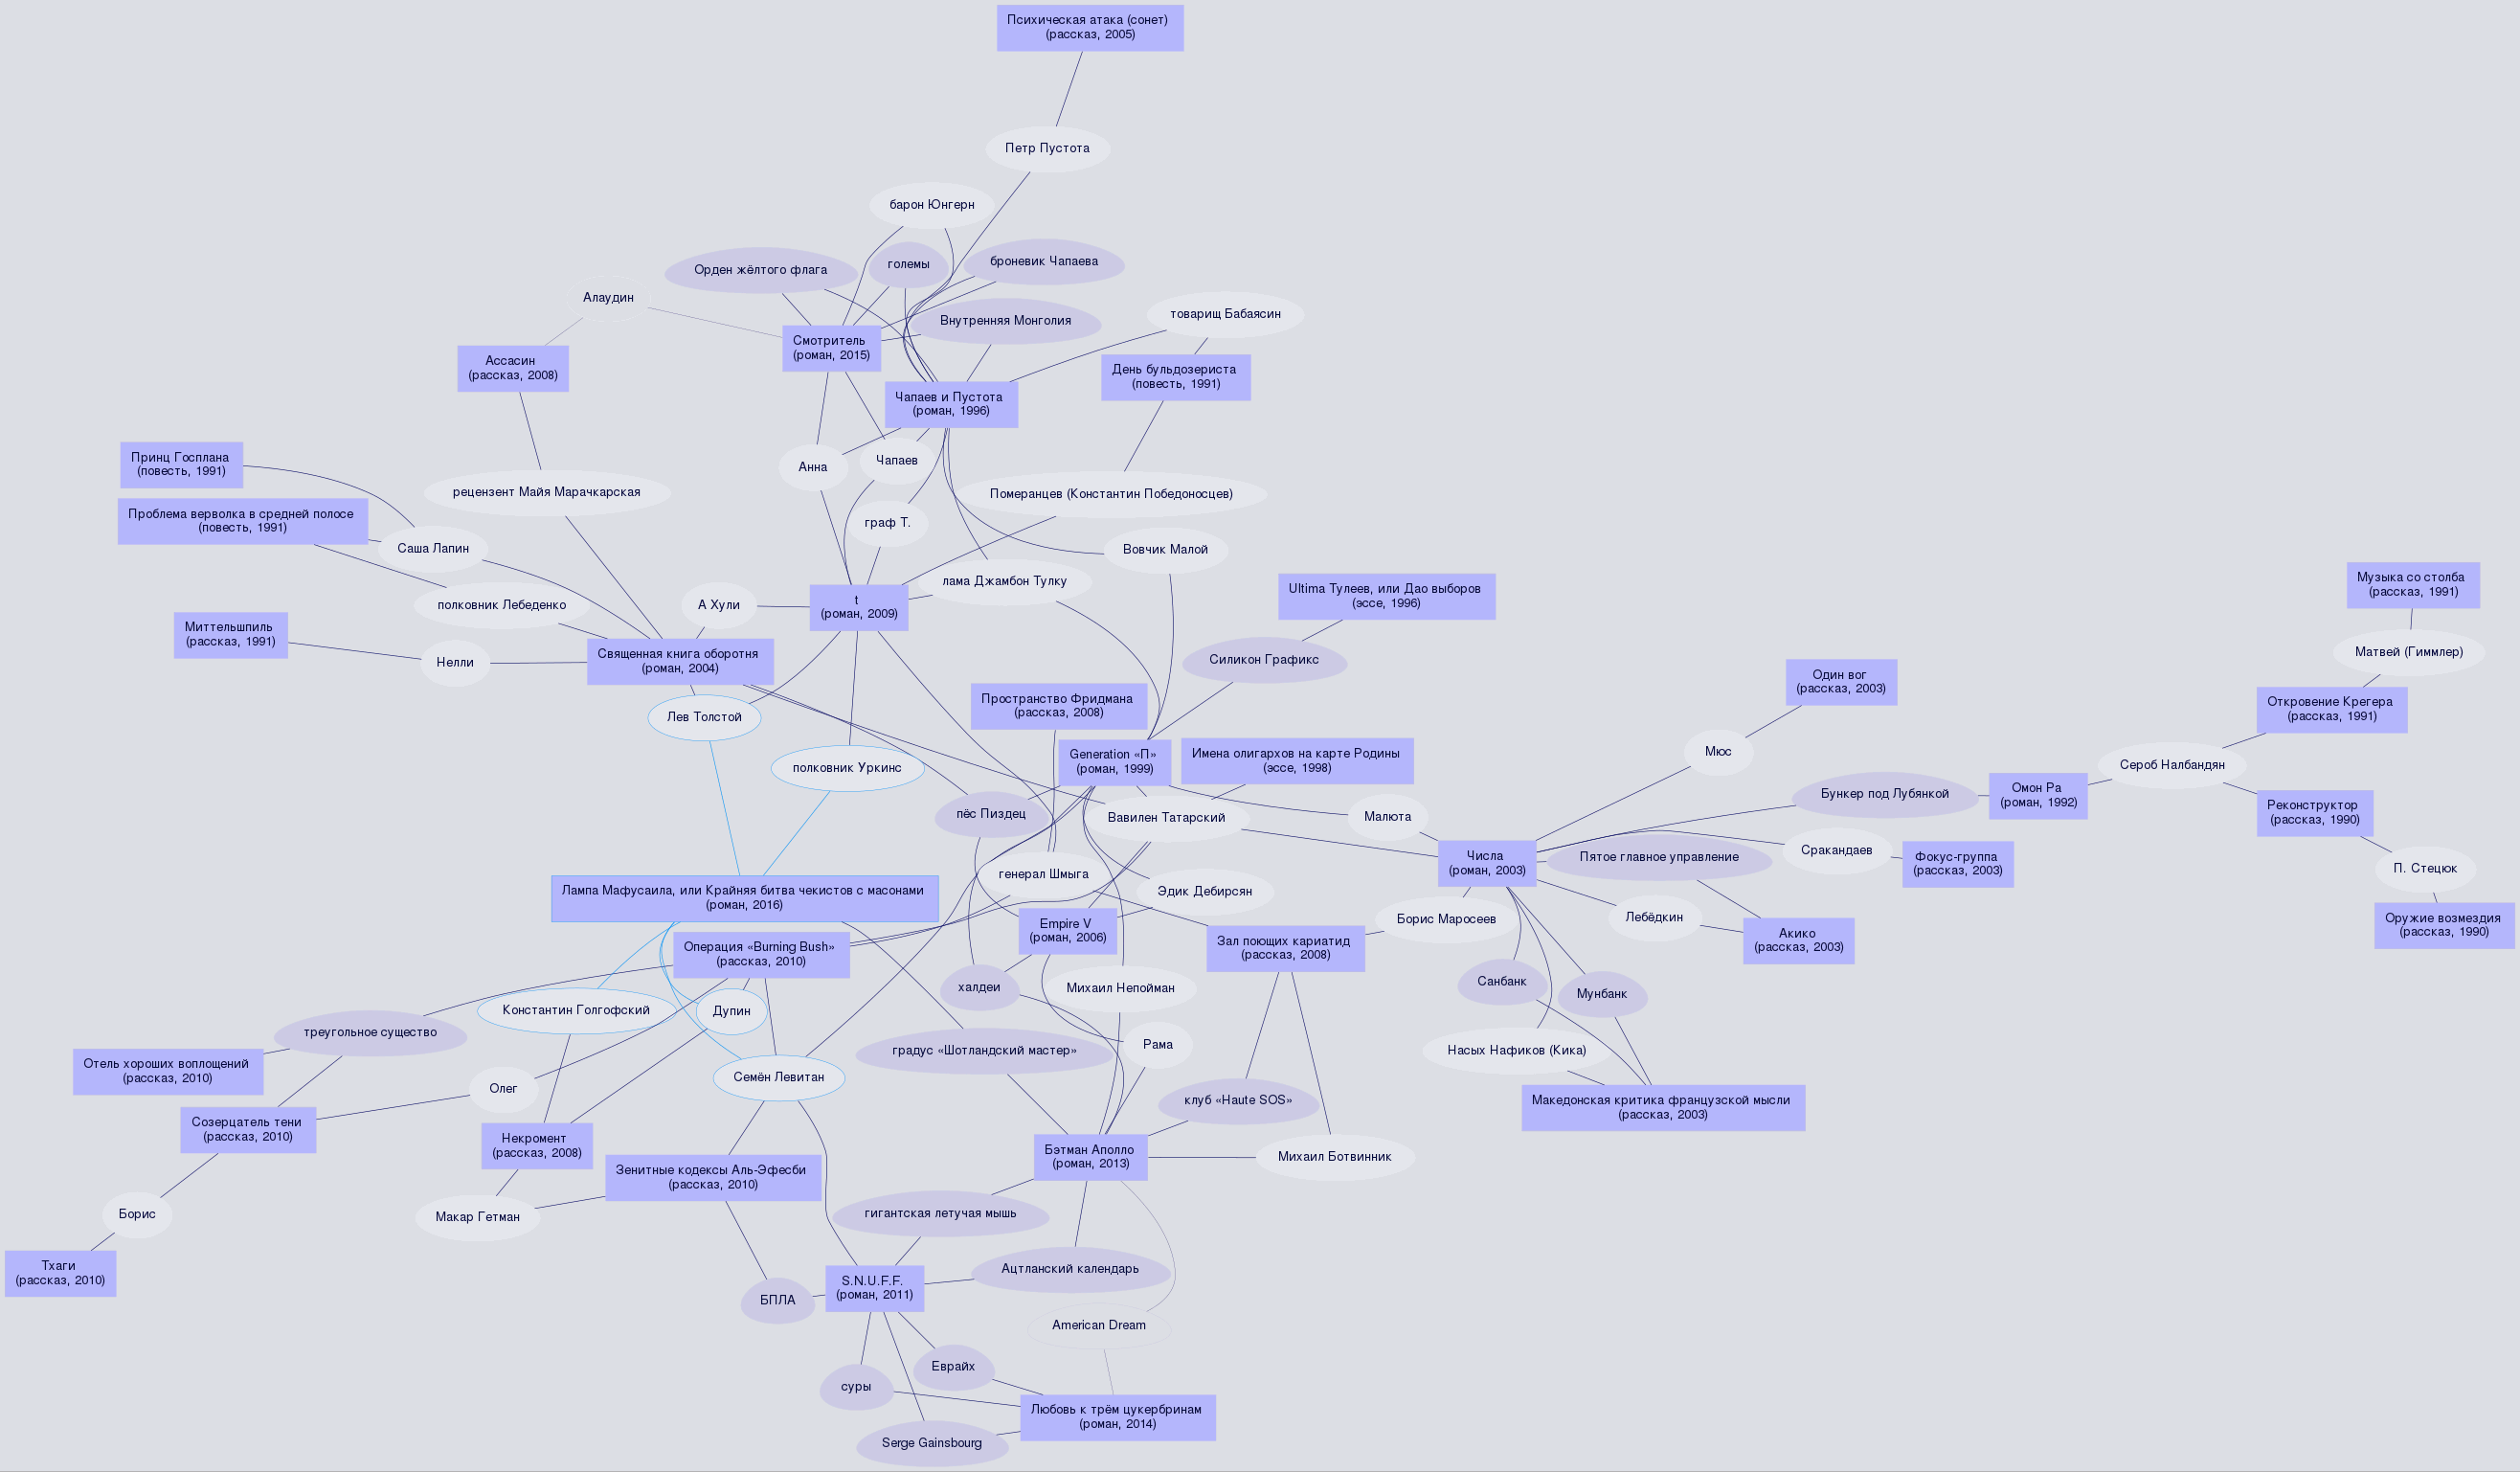 Психическая атака (сонет)
(рассказ, 2005)
Петр Пустота
барон Юнгерн
Орден жёлтого флага
големы
броневик Чапаева
Алаудин
Внутренняя Монголия
товарищ Бабаясин
Смотритель
(роман, 2015)
Ассасин
(рассказ, 2008)
День бульдозериста
(повесть, 1991)
Чапаев и Пустота
(роман, 1996)
Принц Госплана
(повесть, 1991)
Анна
Чапаев
рецензент Майя Марачкарская
Померанцев (Константин Победоносцев)
Проблема верволка в средней полосе
(повесть, 1991)
граф Т.
Саша Лапин
Вовчик Малой
лама Джамбон Тулку
Ultima Тулеев, или Дао выборов
(эссе, 1996)
Музыка со столба
(рассказ, 1991)
полковник Лебеденко
А Хули
t
(роман, 2009)
Миттельшпиль
(рассказ, 1991)
Нелли
Священная книга оборотня
(роман, 2004)
Силикон Графикс
Матвей (Гиммлер)
Один вог
(рассказ, 2003)
Лев Толстой
Пространство Фридмана
(рассказ, 2008)
Откровение Крегера
(рассказ, 1991)
полковник Уркинс
Generation «П»
(роман, 1999)
Имена олигархов на карте Родины
(эссе, 1998)
Мюс
Сероб Налбандян
пёс Пиздец
Вавилен Татарский
Малюта
Бункер под Лубянкой
Омон Ра
(роман, 1992)
Реконструктор
(рассказ, 1990)
генерал Шмыга
Числа
(роман, 2003)
Пятое главное управление
Сракандаев
Фокус-группа
(рассказ, 2003)
П. Стецюк
Лампа Мафусаила, или Крайняя битва чекистов с масонами
(роман, 2016)
Эдик Дебирсян
Empire V
(роман, 2006)
Борис Маросеев
Лебёдкин
Оружие возмездия
(рассказ, 1990)
Операция «Burning Bush»
(рассказ, 2010)
Зал поющих кариатид
(рассказ, 2008)
Акико
(рассказ, 2003)
халдеи
Михаил Непойман
Санбанк
Мунбанк
Константин Голгофский
Дупин
треугольное существо
градус «Шотландский мастер»
Рама
Насых Нафиков (Кика)
Отель хороших воплощений
(рассказ, 2010)
Олег
Семён Левитан
клуб «Haute SOS»
Македонская критика французской мысли
(рассказ, 2003)
Созерцатель тени
(рассказ, 2010)
Некромент
(рассказ, 2008)
Бэтман Аполло
(роман, 2013)
Михаил Ботвинник
Зенитные кодексы Аль-Эфесби
(рассказ, 2010)
Борис
Макар Гетман
гигантская летучая мышь
Тхаги
(рассказ, 2010)
Ацтланский календарь
БПЛА
S.N.U.F.F.
(роман, 2011)
American Dream
Еврайх
суры
Любовь к трём цукербринам
(роман, 2014)
Serge Gainsbourg